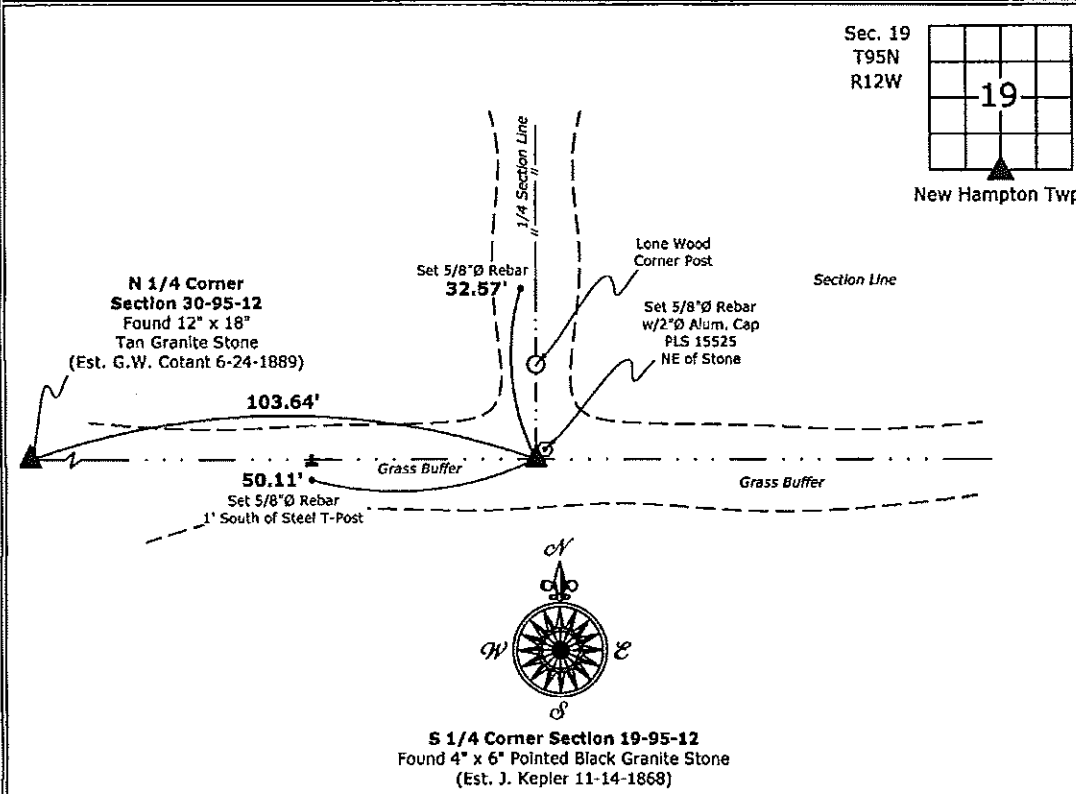 Sec. 19
T95N
R12W
19
New Hampton Twp
1/4 Section Line
Lone Wood
Corner Post
Set 5/8"Ø Rebar
32.57'
Section Line
N 1/4 Corner
Section 30-95-12
Found 12" x 18"
Tan Granite Stone
(Est. G.W. Cotant 6-24-1889)
Set 5/8"Ø Rebar
w/2"Ø Alum. Cap
PLS 15525
NE of Stone
103.64'
Grass Buffer
50.11'
Set 5/8"Ø Rebar
1' South of Steel T-Post
Grass Buffer
N
W
E
S
S 1/4 Corner Section 19-95-12
Found 4" x 6" Pointed Black Granite Stone
(Est. J. Kepler 11-14-1868)